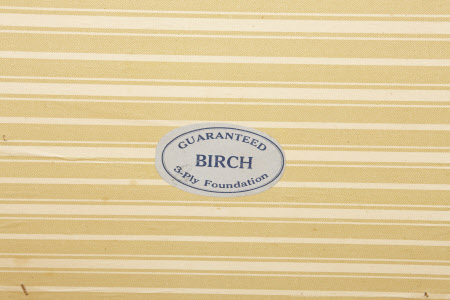 GUARANTEED
BIRCH
3-Ply Foundation